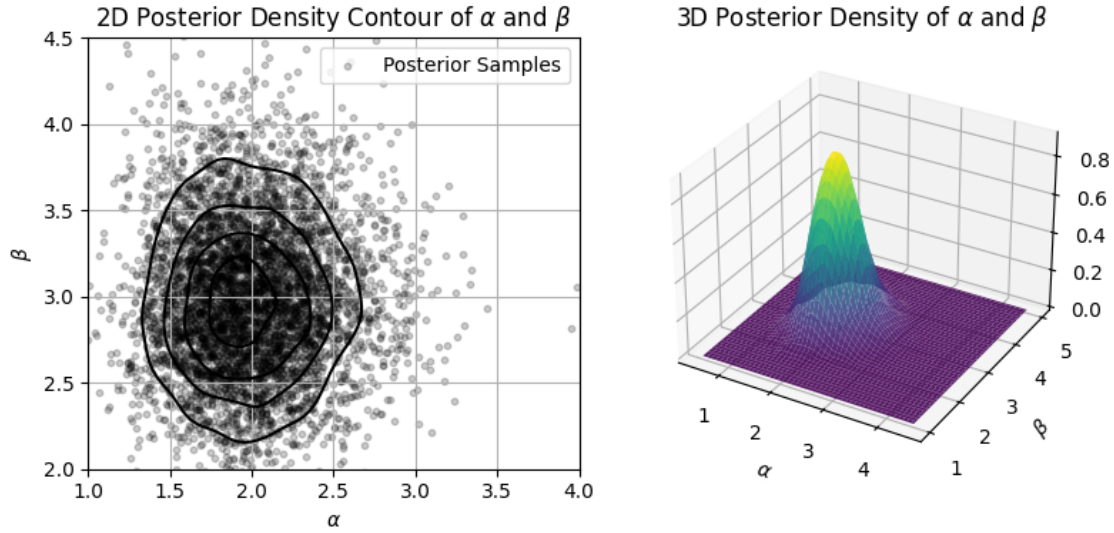 2D Posterior Density Contour of α and β
Posterior Samples
4.5
4.0
3.5
3.0
2.5
2.0
β
1.0 1.5 2.0 2.5 3.0 3.5 4.0
α
3D Posterior Density of α and β
0.8
0.6
0.4
0.2
0.0
1 2 3 4
α
1 2 3 4 5
β